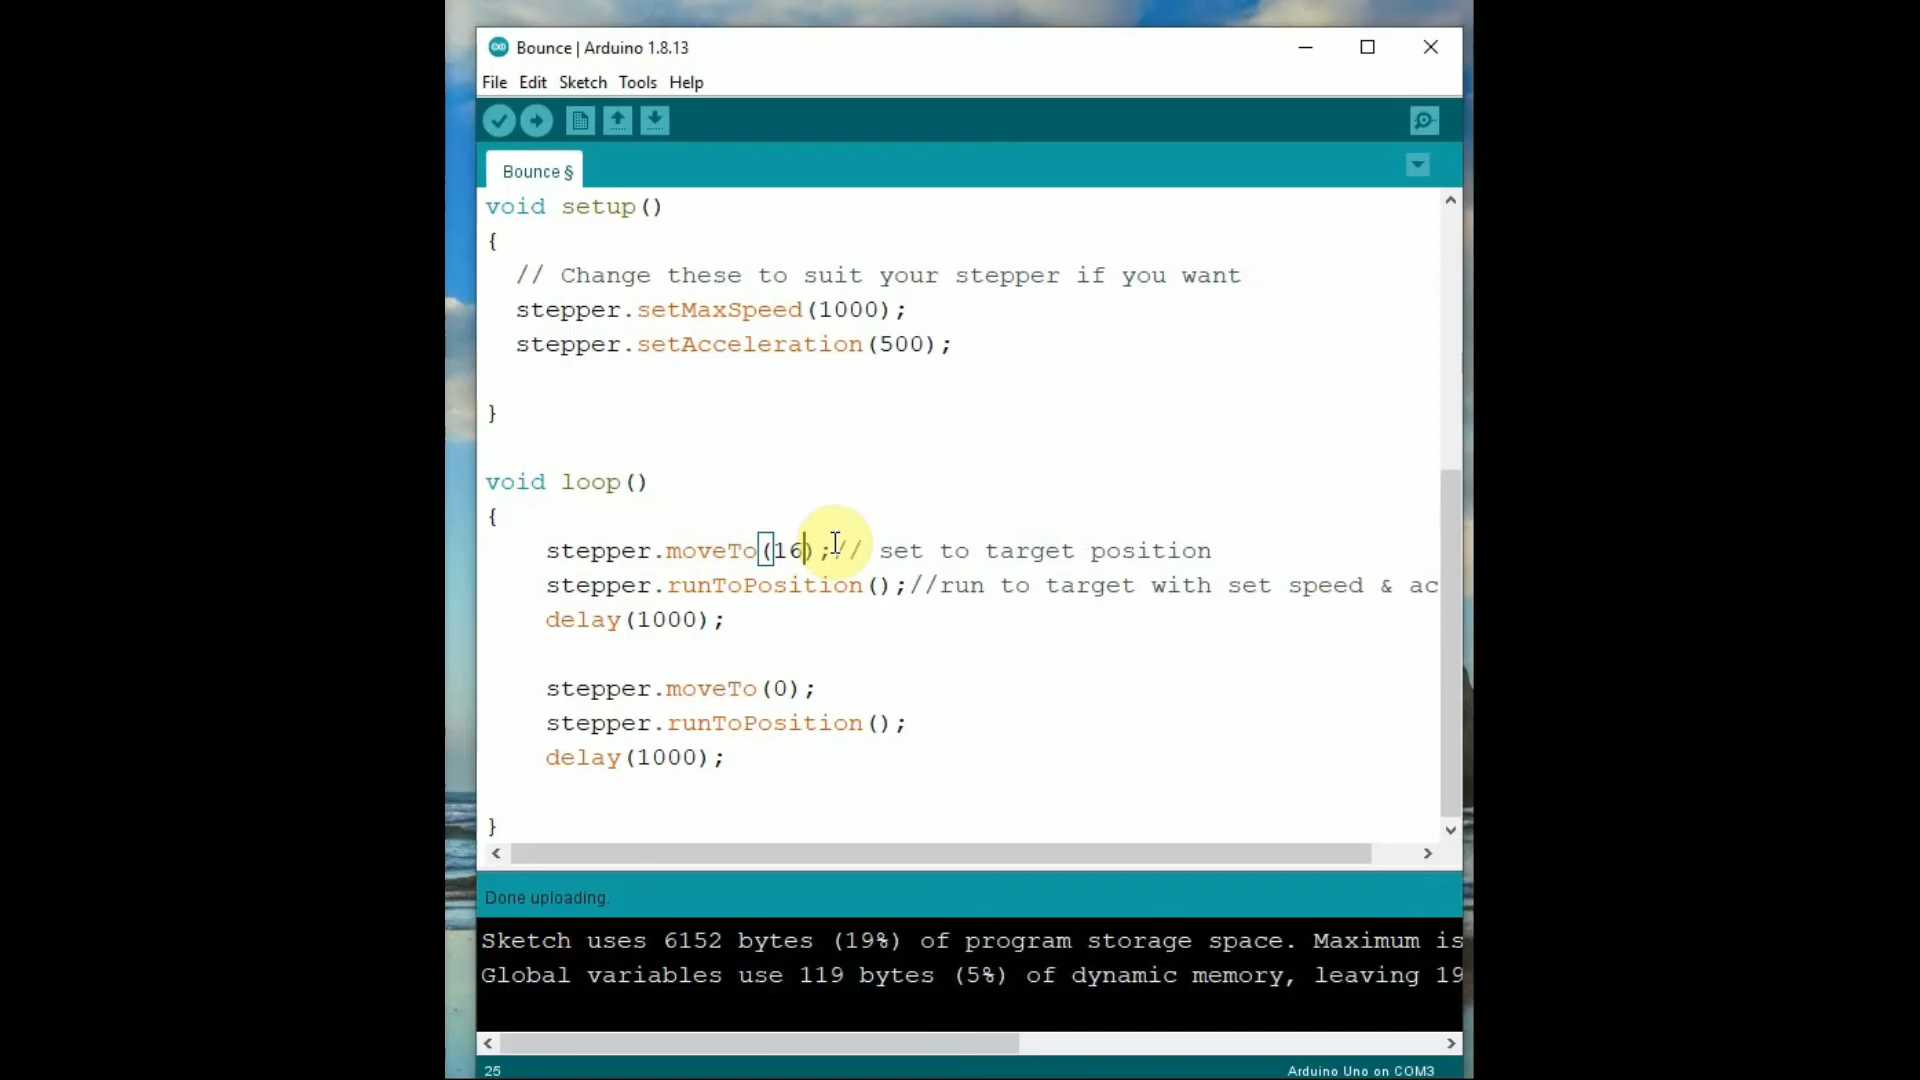 Bounce | Arduino 1.8.13
File Edit Sketch Tools Help
Bounce §
void setup()
{
// Change these to suit your stepper if you want
stepper.setMaxSpeed(1000);
stepper.setAcceleration(500);
}
void loop()
{
stepper.moveTo(16);// set to target position
stepper.runToPosition();//run to target with set speed & ac
delay(1000);
stepper.moveTo(0);
stepper.runToPosition();
delay(1000);
}
Done uploading.
Sketch uses 6152 bytes (19%) of program storage space. Maximum is
Global variables use 119 bytes (5%) of dynamic memory, leaving 19
25 Arduino Uno on COM3